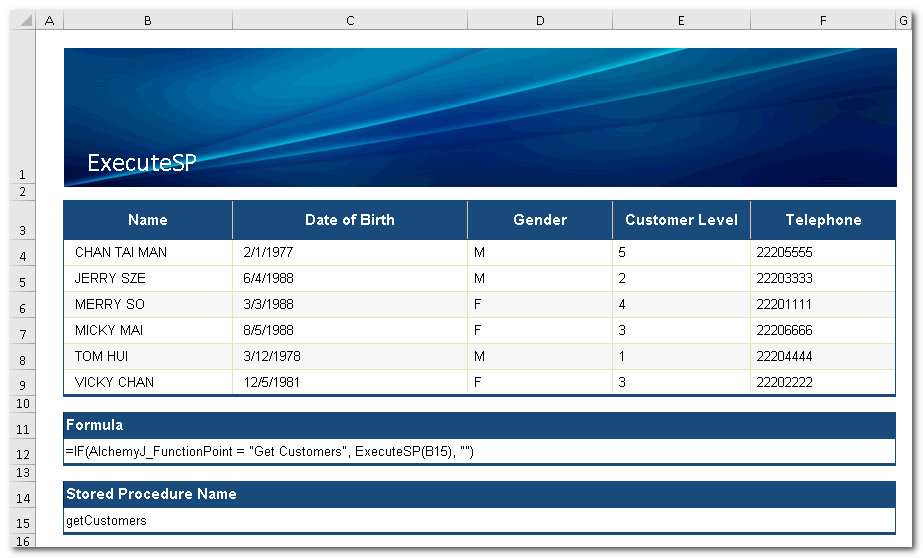 A B C D E F G
1 ExecuteSP
2
3 Name Date of Birth Gender Customer Level Telephone
4 CHAN TAI MAN 2/1/1977 M 5 22205555
5 JERRY SZE 6/4/1988 M 2 22203333
6 MERRY SO 3/3/1988 F 4 22201111
7 MICKY MAI 8/5/1988 F 3 22206666
8 TOM HUI 3/12/1978 M 1 22204444
9 VICKY CHAN 12/5/1981 F 3 22202222
10
11 Formula
12 =IF(AlchemyJ_FunctionPoint = "Get Customers", ExecuteSP(B15), "")
13
14 Stored Procedure Name
15 getCustomers
16